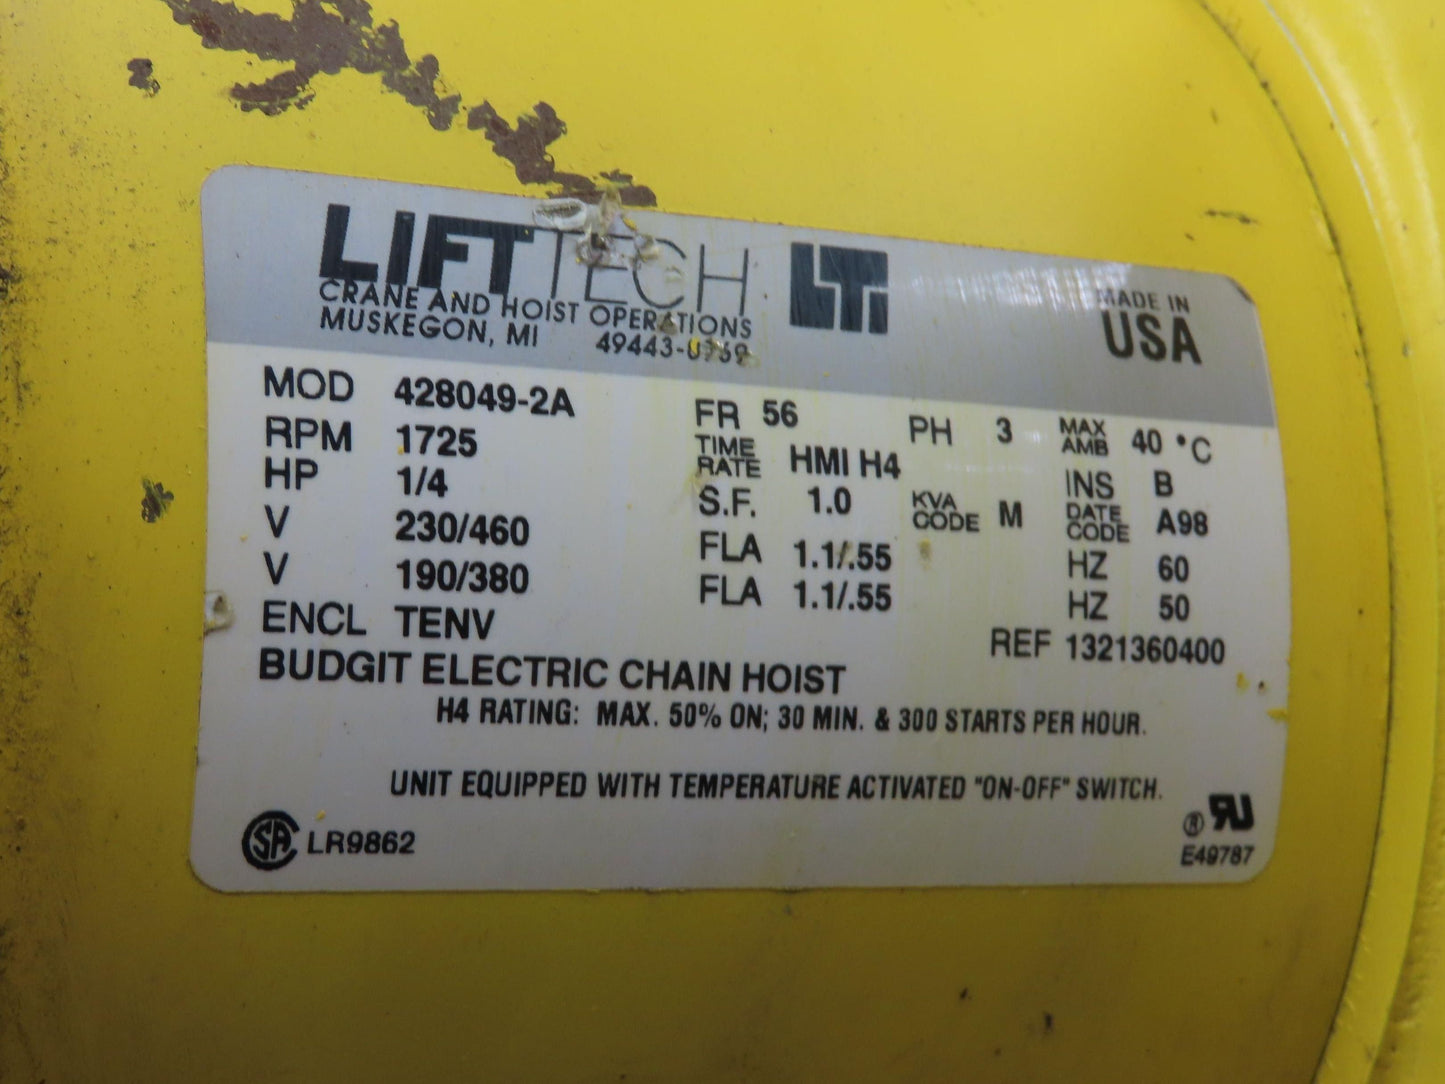 LIFTTECH LTI
CRANE AND HOIST OPERATIONS
MUSKEGON, MI
MADE IN
USA
MOD 428049-2A FR 56 PH 3 MAX AMB 40 °C
RPM 1725 TIME RATE HMI H4 INS B
HP 1/4 S.F. 1.0 KVA CODE M DATE CODE A98
V 230/460 FLA 1.1/.55 HZ 60
V 190/380 FLA 1.1/.55 HZ 50
ENCL TENV REF 1321360400
BUDGIT ELECTRIC CHAIN HOIST
H4 RATING: MAX. 50% ON; 30 MIN. & 300 STARTS PER HOUR.
UNIT EQUIPPED WITH TEMPERATURE ACTIVATED "ON-OFF" SWITCH.
SA LR9862 ® RU
E49787